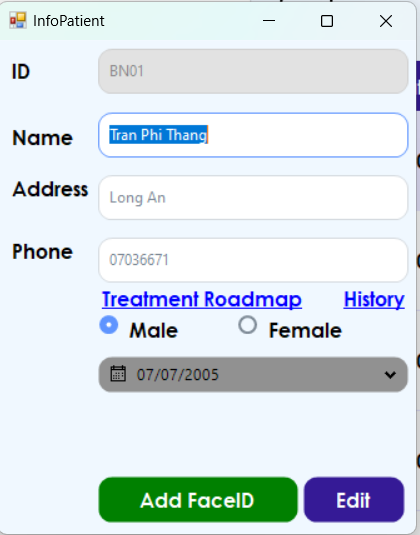 InfoPatient
ID
BN01
Name
Tran Phi Thang
Address
Long An
Phone
07036671
Treatment Roadmap History
Male Female
07/07/2005
Add FaceID Edit